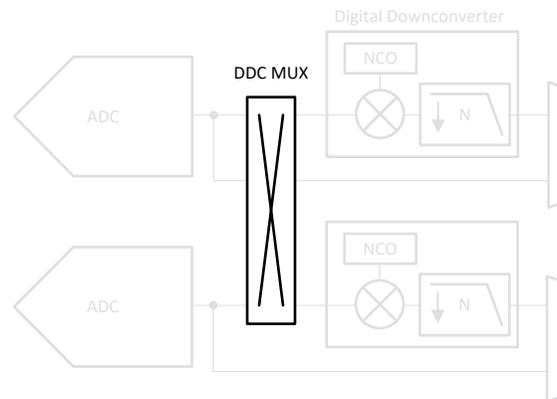 Digital Downconverter
NCO
DDC MUX
ADC
N
NCO
ADC
N